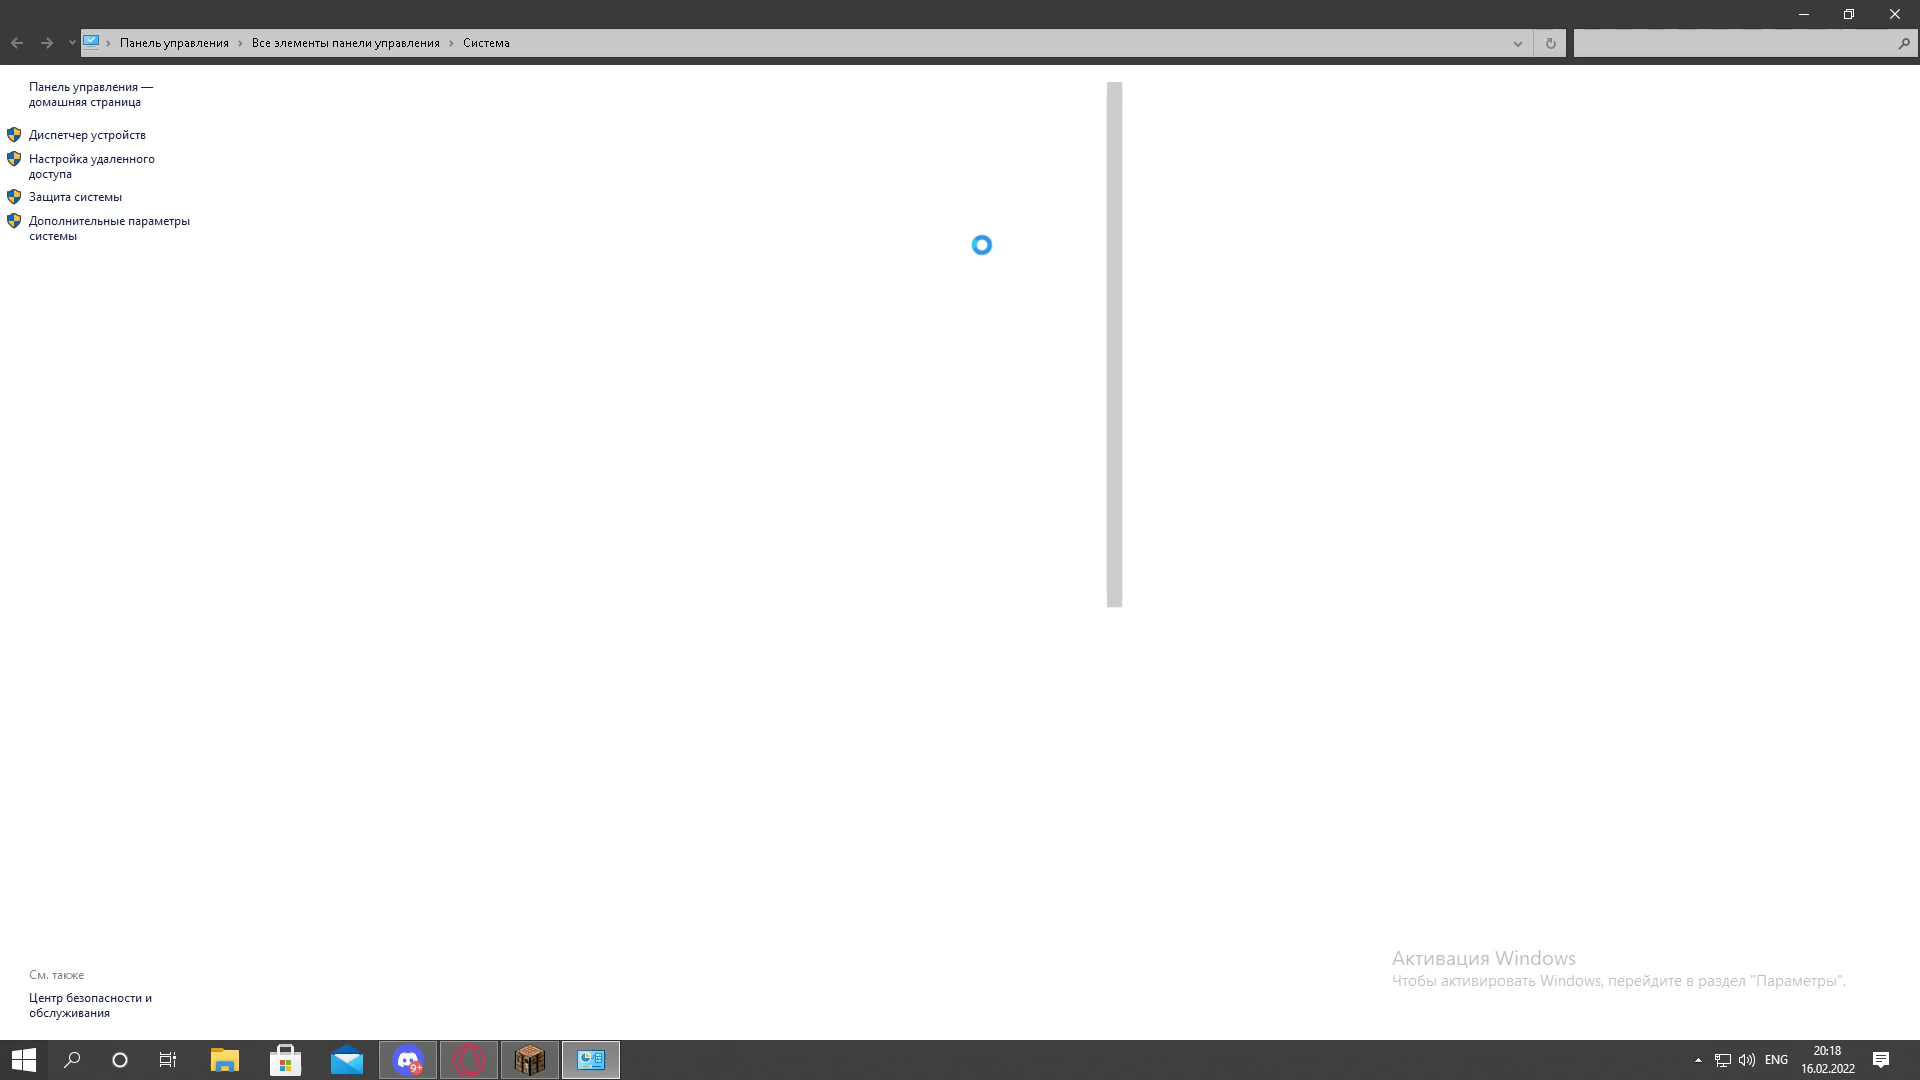 Панель управления › Все элементы панели управления › Система
Панель управления —
домашняя страница
Диспетчер устройств
Настройка удаленного
доступа
Защита системы
Дополнительные параметры
системы
См. также
Центр безопасности и
обслуживания
Активация Windows
Чтобы активировать Windows, перейдите в раздел "Параметры".
9+
ENG
20:18
16.02.2022